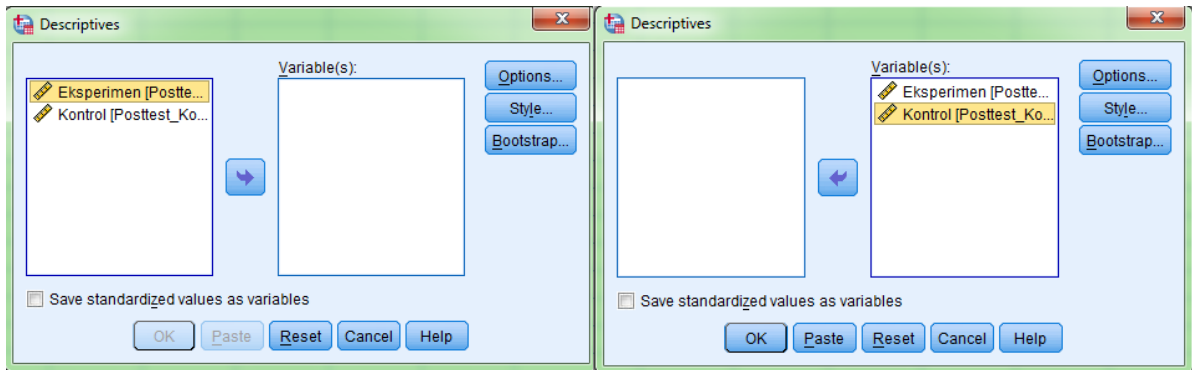 Descriptives
Variable(s):
Eksperimen [Postte...
Kontrol [Posttest_Ko...
Options...
Style...
Bootstrap...
Save standardized values as variables
OK Paste Reset Cancel Help
Descriptives
Variable(s):
Eksperimen [Postte...
Kontrol [Posttest_Ko...
Options...
Style...
Bootstrap...
Save standardized values as variables
OK Paste Reset Cancel Help